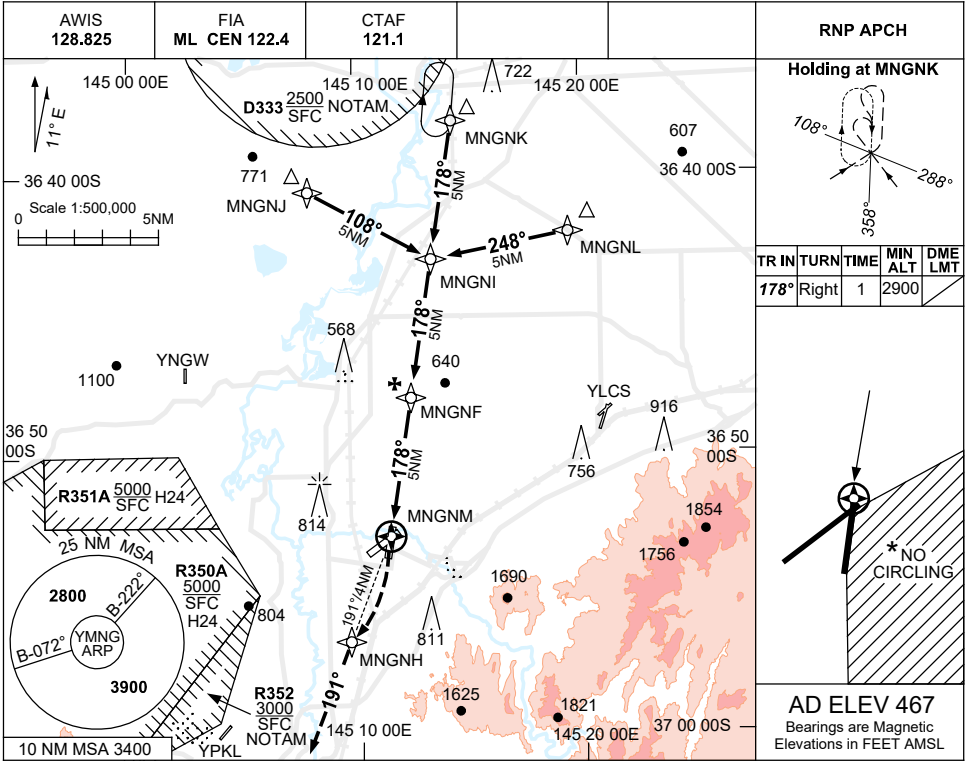 AWIS
128.825
FIA
ML CEN 122.4
CTAF
121.1
RNP APCH
145 00 00E
145 10 00E
145 20 00E
722
D333 2500 NOTAM
SFC
11° E
MNGNK
607
771
36 40 00S
36 40 00S
178°
5NM
MNGNJ
Scale 1:500,000
0
5NM
108°
5NM
248°
5NM
MNGNL
MNGNI
178°
5NM
568
1100
YNGW
640
MNGNF
YLCS
916
36 50
00S
36 50
00S
756
178°
5NM
R351A 5000 H24
SFC
814
MNGNM
1854
1756
25 NM MSA
R350A
5000
SFC
H24
2800
B-222°
YMNG
ARP
B-072°
3900
804
1690
191°/4NM
811
MNGNH
191°
R352
3000
SFC
NOTAM
1625
1821
145 10 00E
145 20 00E
37 00 00S
10 NM MSA 3400
YPKL
Holding at MNGNK
108°
288°
358°
TR IN TURN TIME MIN ALT DME LMT
178° Right 1 2900
* NO
CIRCLING
AD ELEV 467
Bearings are Magnetic
Elevations in FEET AMSL